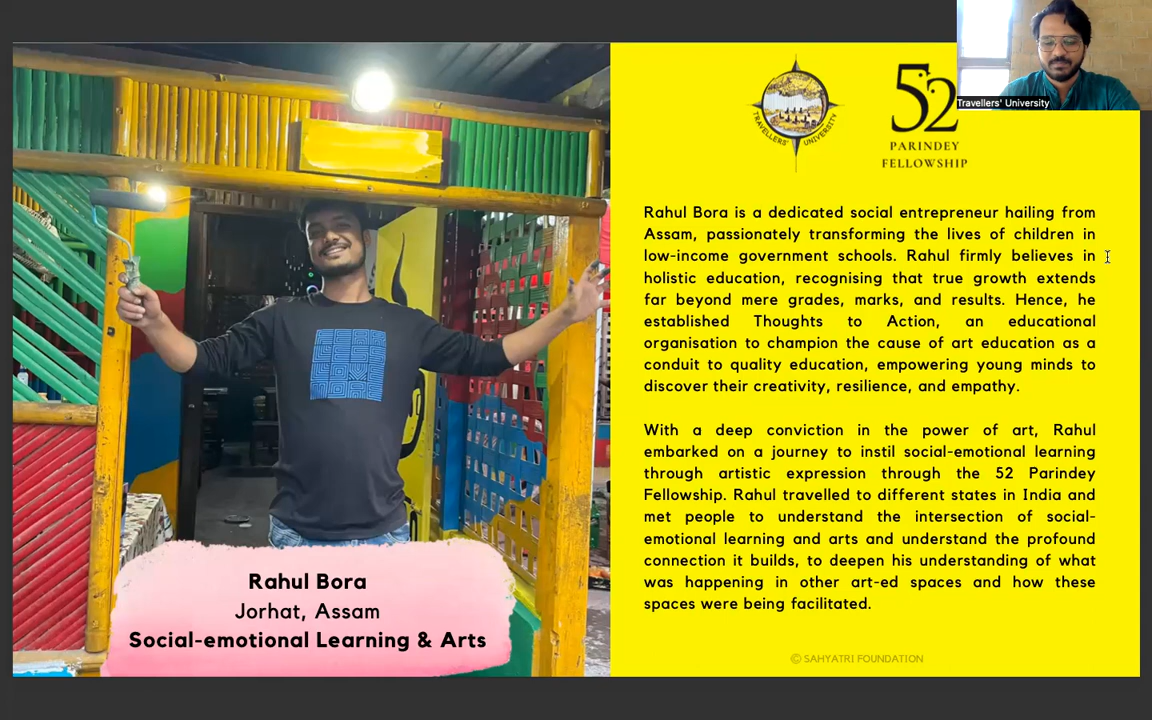 Rahul Bora
Jorhat, Assam
Social-emotional Learning & Arts
TRAVELLERS' UNIVERSITY
52
PARINDEY
FELLOWSHIP
Travellers' University
Rahul Bora is a dedicated social entrepreneur hailing from
Assam, passionately transforming the lives of children in
low-income government schools. Rahul firmly believes in
holistic education, recognising that true growth extends
far beyond mere grades, marks, and results. Hence, he
established Thoughts to Action, an educational
organisation to champion the cause of art education as a
conduit to quality education, empowering young minds to
discover their creativity, resilience, and empathy.
With a deep conviction in the power of art, Rahul
embarked on a journey to instil social-emotional learning
through artistic expression through the 52 Parindey
Fellowship. Rahul travelled to different states in India and
met people to understand the intersection of social-
emotional learning and arts and understand the profound
connection it builds, to deepen his understanding of what
was happening in other art-ed spaces and how these
spaces were being facilitated.
© SAHYATRI FOUNDATION